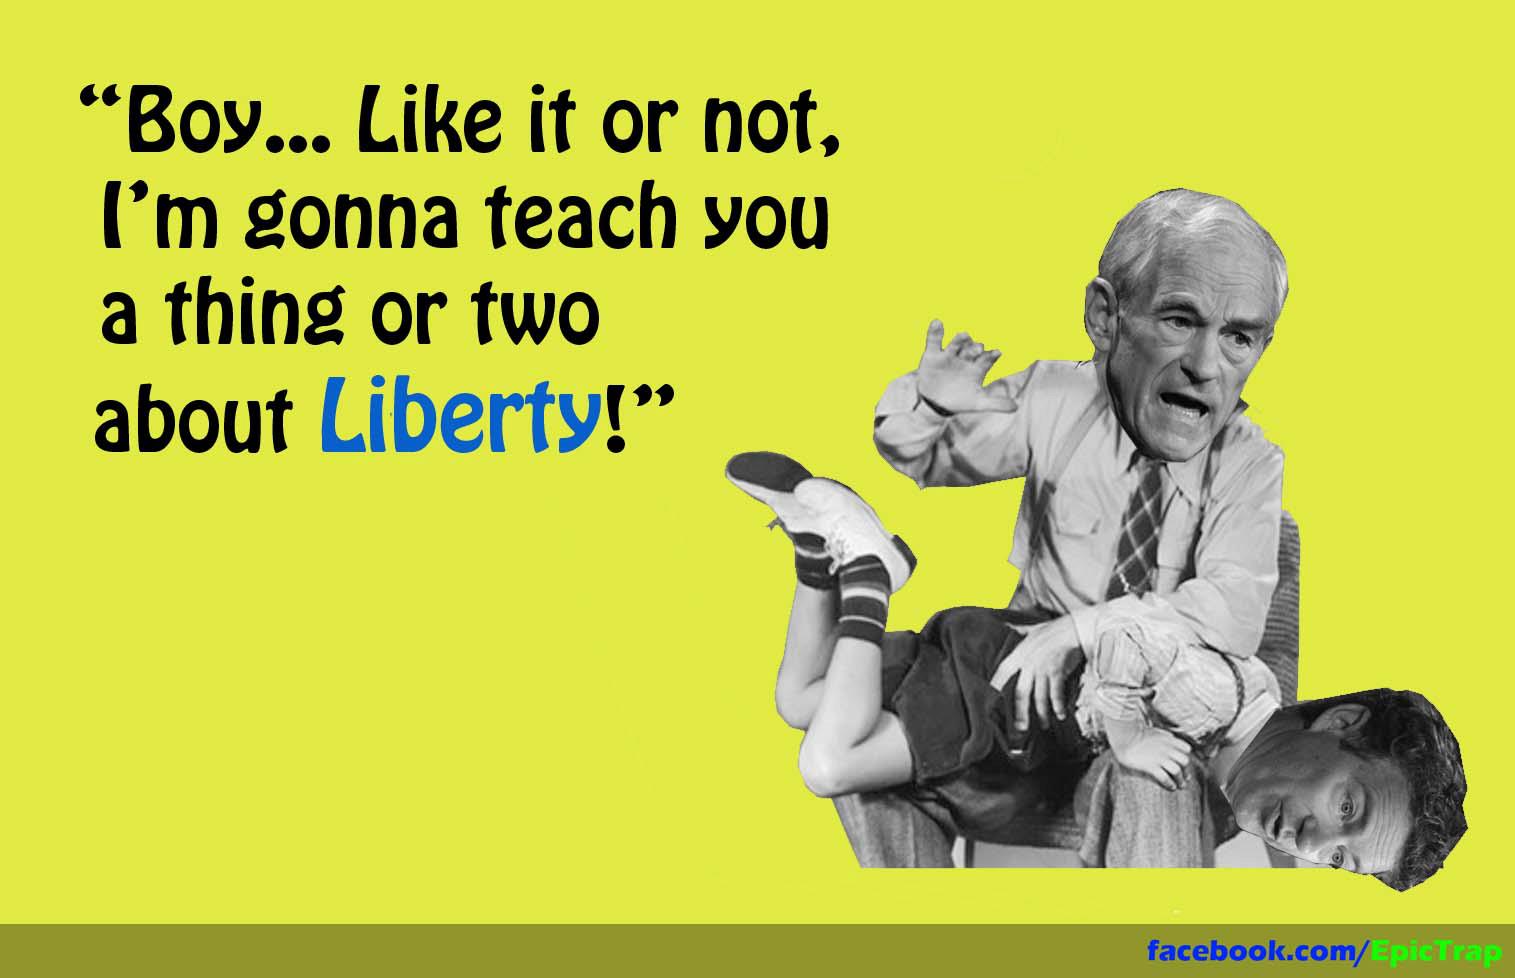 “Boy... Like it or not,
I’m gonna teach you
a thing or two
about Liberty!”
facebook.com/EpicTrap